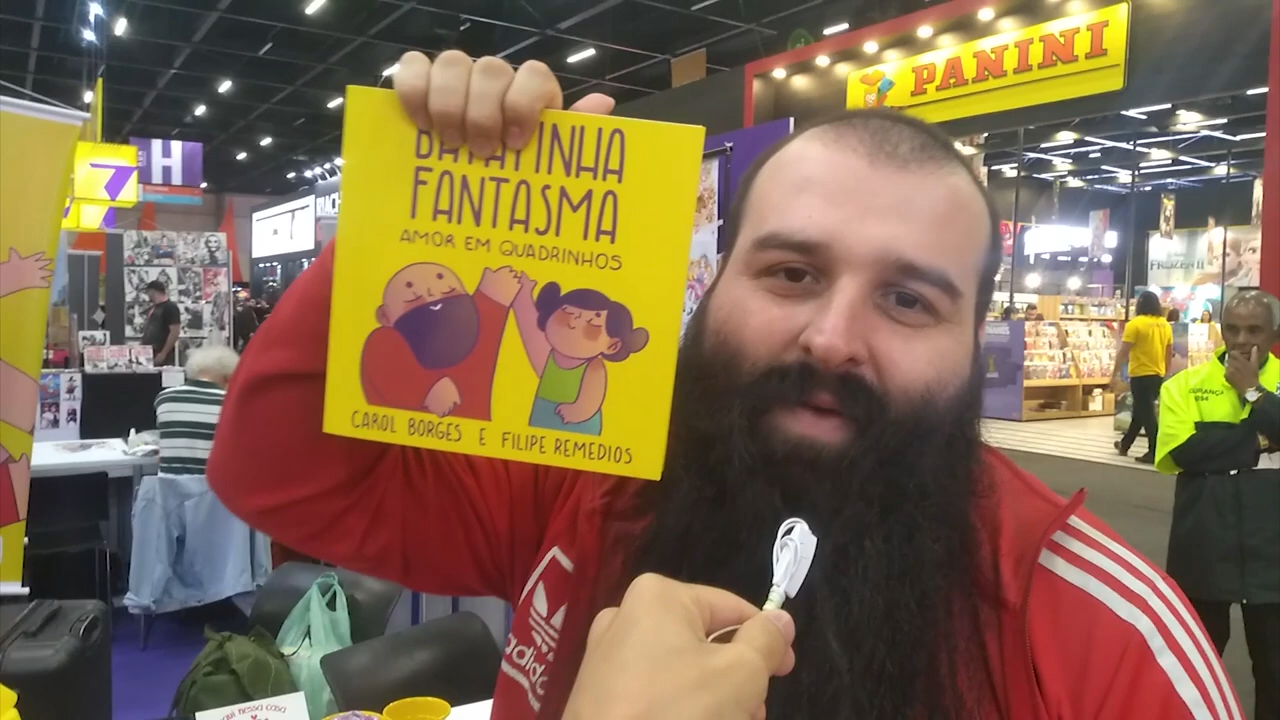 BATATINHA
FANTASMA
AMOR EM QUADRINHOS
CAROL BORGES E FILIPE REMEDIOS
PANINI
H
FROZEN II
adidas